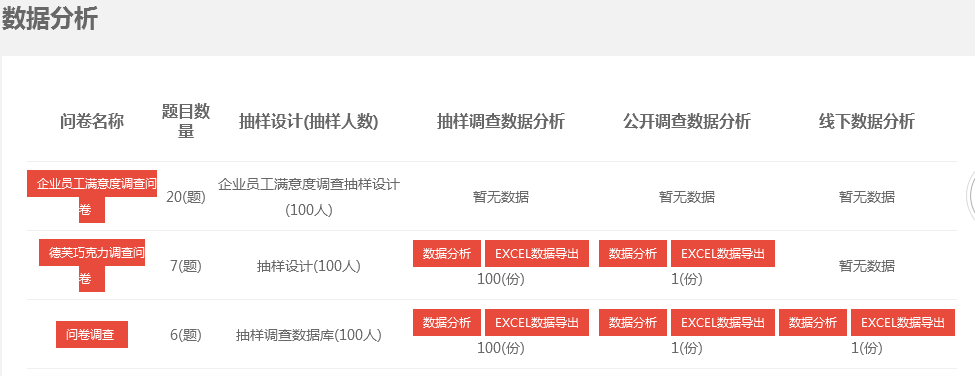 数据分析
问卷名称 题目数量 抽样设计(抽样人数) 抽样调查数据分析 公开调查数据分析 线下数据分析
企业员工满意度调查问卷 20(题) 企业员工满意度调查抽样设计(100人) 暂无数据 暂无数据 暂无数据
德芙巧克力调查问卷 7(题) 抽样设计(100人) 数据分析 EXCEL数据导出 100(份) 数据分析 EXCEL数据导出 1(份) 暂无数据
问卷调查 6(题) 抽样调查数据库(100人) 数据分析 EXCEL数据导出 100(份) 数据分析 EXCEL数据导出 1(份) 数据分析 EXCEL数据导出 1(份)